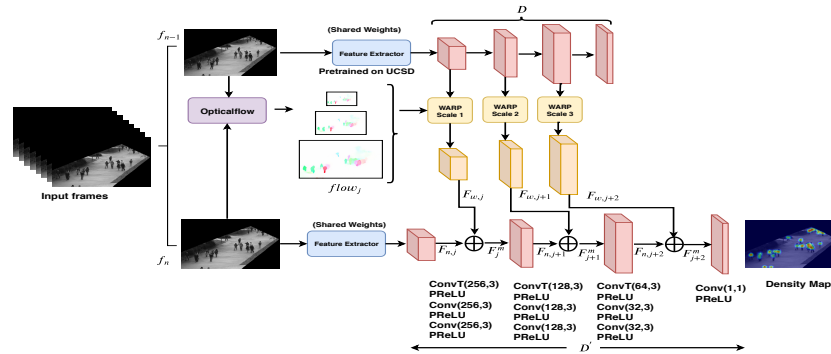 f_{n-1}
(Shared Weights)
D
Feature Extractor
Pretrained on UCSD
Opticalflow
WARP
Scale 1
WARP
Scale 2
WARP
Scale 3
flow_j
Input frames
F_{w,j}
F_{w,j+1}
F_{w,j+2}
(Shared Weights)
Feature Extractor
f_n
F_{n,j}
F_j^m
F_{n,j+1}
F_{j+1}^m
F_{n,j+2}
F_{j+2}^m
Density Map
ConvT(256,3)
PReLU
Conv(256,3)
PReLU
Conv(256,3)
PReLU
ConvT(128,3)
PReLU
Conv(128,3)
PReLU
Conv(128,3)
PReLU
ConvT(64,3)
PReLU
Conv(32,3)
PReLU
Conv(32,3)
PReLU
Conv(1,1)
PReLU
D'